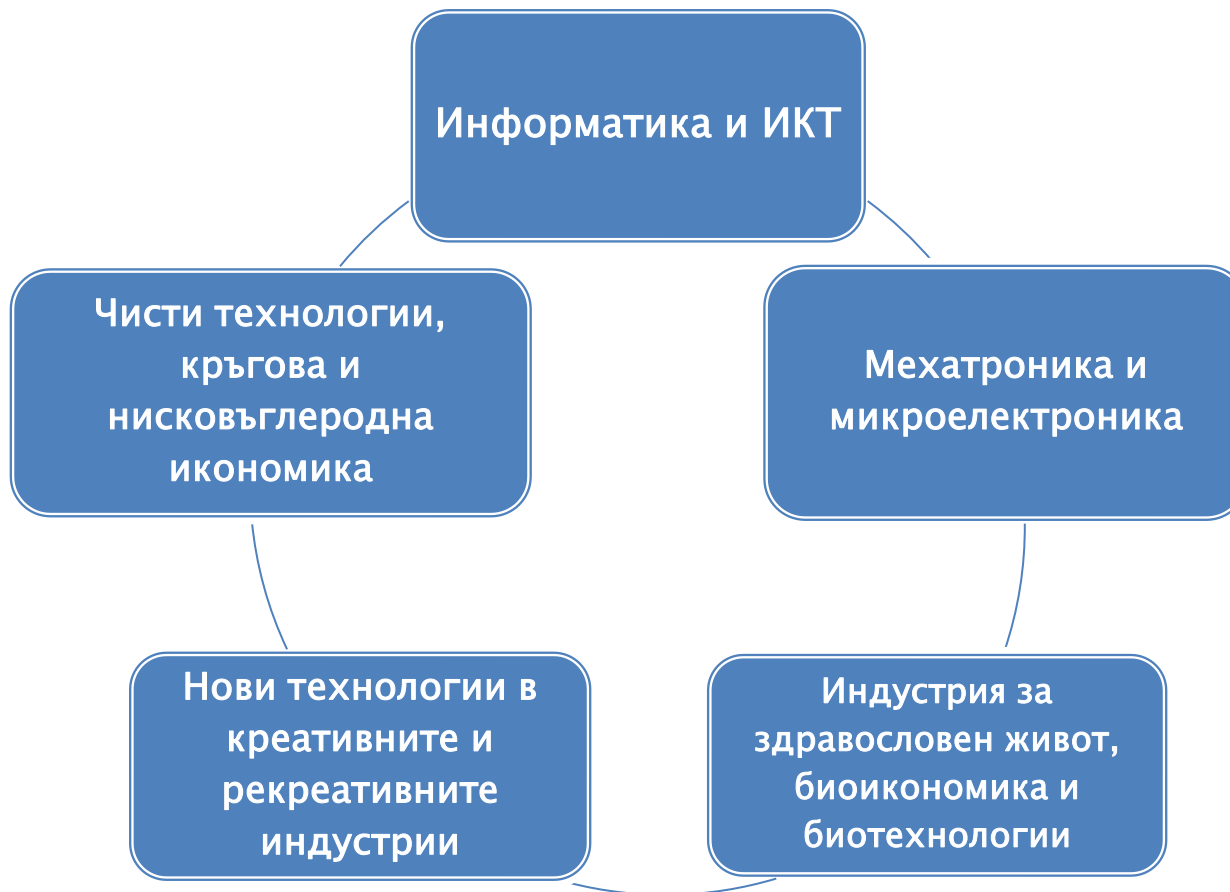 Информатика и ИКТ
Чисти технологии,
кръгова и
нисковъглеродна
икономика
Мехатроника и
микроелектроника
Нови технологии в
креативните и
рекреативните
индустрии
Индустрия за
здравословен живот,
биоикономика и
биотехнологии